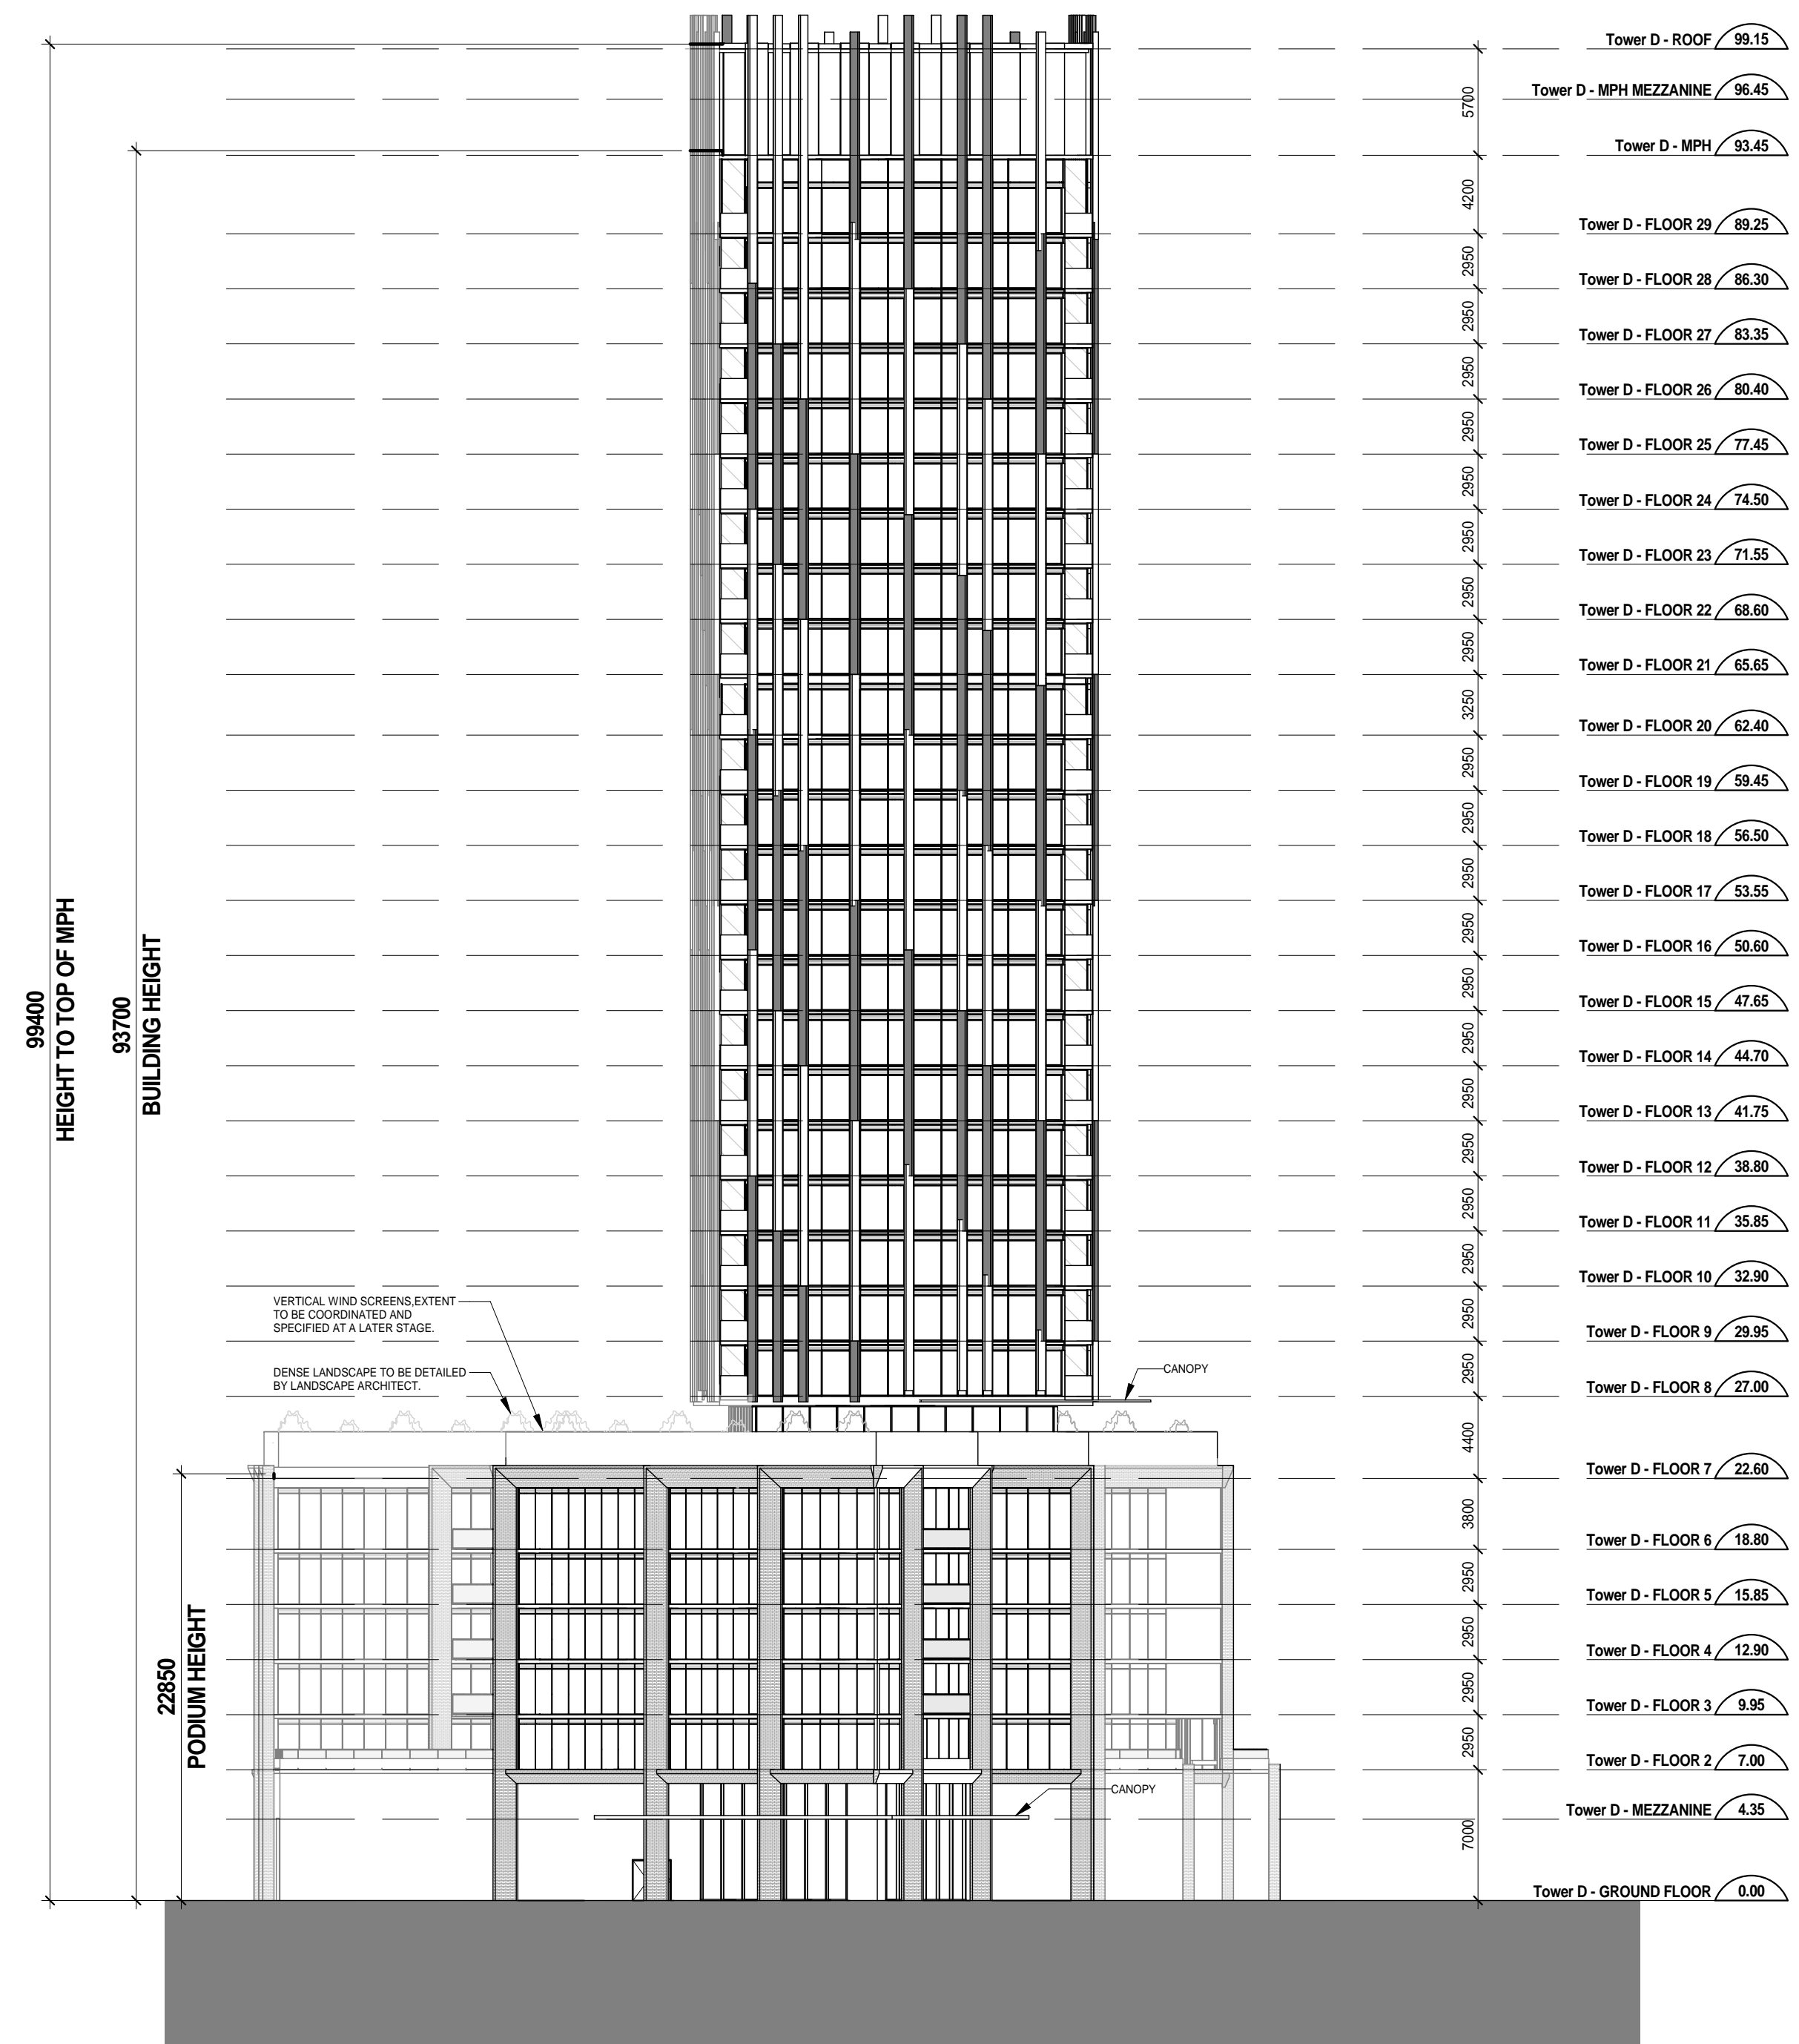 Tower D - ROOF 99.15
Tower D - MPH MEZZANINE 96.45
5700
Tower D - MPH 93.45
4200
Tower D - FLOOR 29 89.25
2950
Tower D - FLOOR 28 86.30
2950
Tower D - FLOOR 27 83.35
2950
Tower D - FLOOR 26 80.40
2950
Tower D - FLOOR 25 77.45
2950
Tower D - FLOOR 24 74.50
2950
Tower D - FLOOR 23 71.55
2950
Tower D - FLOOR 22 68.60
2950
Tower D - FLOOR 21 65.65
3250
Tower D - FLOOR 20 62.40
2950
Tower D - FLOOR 19 59.45
2950
Tower D - FLOOR 18 56.50
2950
Tower D - FLOOR 17 53.55
2950
Tower D - FLOOR 16 50.60
2950
Tower D - FLOOR 15 47.65
2950
Tower D - FLOOR 14 44.70
2950
Tower D - FLOOR 13 41.75
2950
Tower D - FLOOR 12 38.80
2950
Tower D - FLOOR 11 35.85
2950
Tower D - FLOOR 10 32.90
2950
Tower D - FLOOR 9 29.95
2950
Tower D - FLOOR 8 27.00
4400
Tower D - FLOOR 7 22.60
3800
Tower D - FLOOR 6 18.80
2950
Tower D - FLOOR 5 15.85
2950
Tower D - FLOOR 4 12.90
2950
Tower D - FLOOR 3 9.95
2950
Tower D - FLOOR 2 7.00
Tower D - MEZZANINE 4.35
7000
Tower D - GROUND FLOOR 0.00
99400
HEIGHT TO TOP OF MPH
93700
BUILDING HEIGHT
22850
PODIUM HEIGHT
VERTICAL WIND SCREENS,EXTENT
TO BE COORDINATED AND
SPECIFIED AT A LATER STAGE.
DENSE LANDSCAPE TO BE DETAILED
BY LANDSCAPE ARCHITECT.
CANOPY
CANOPY